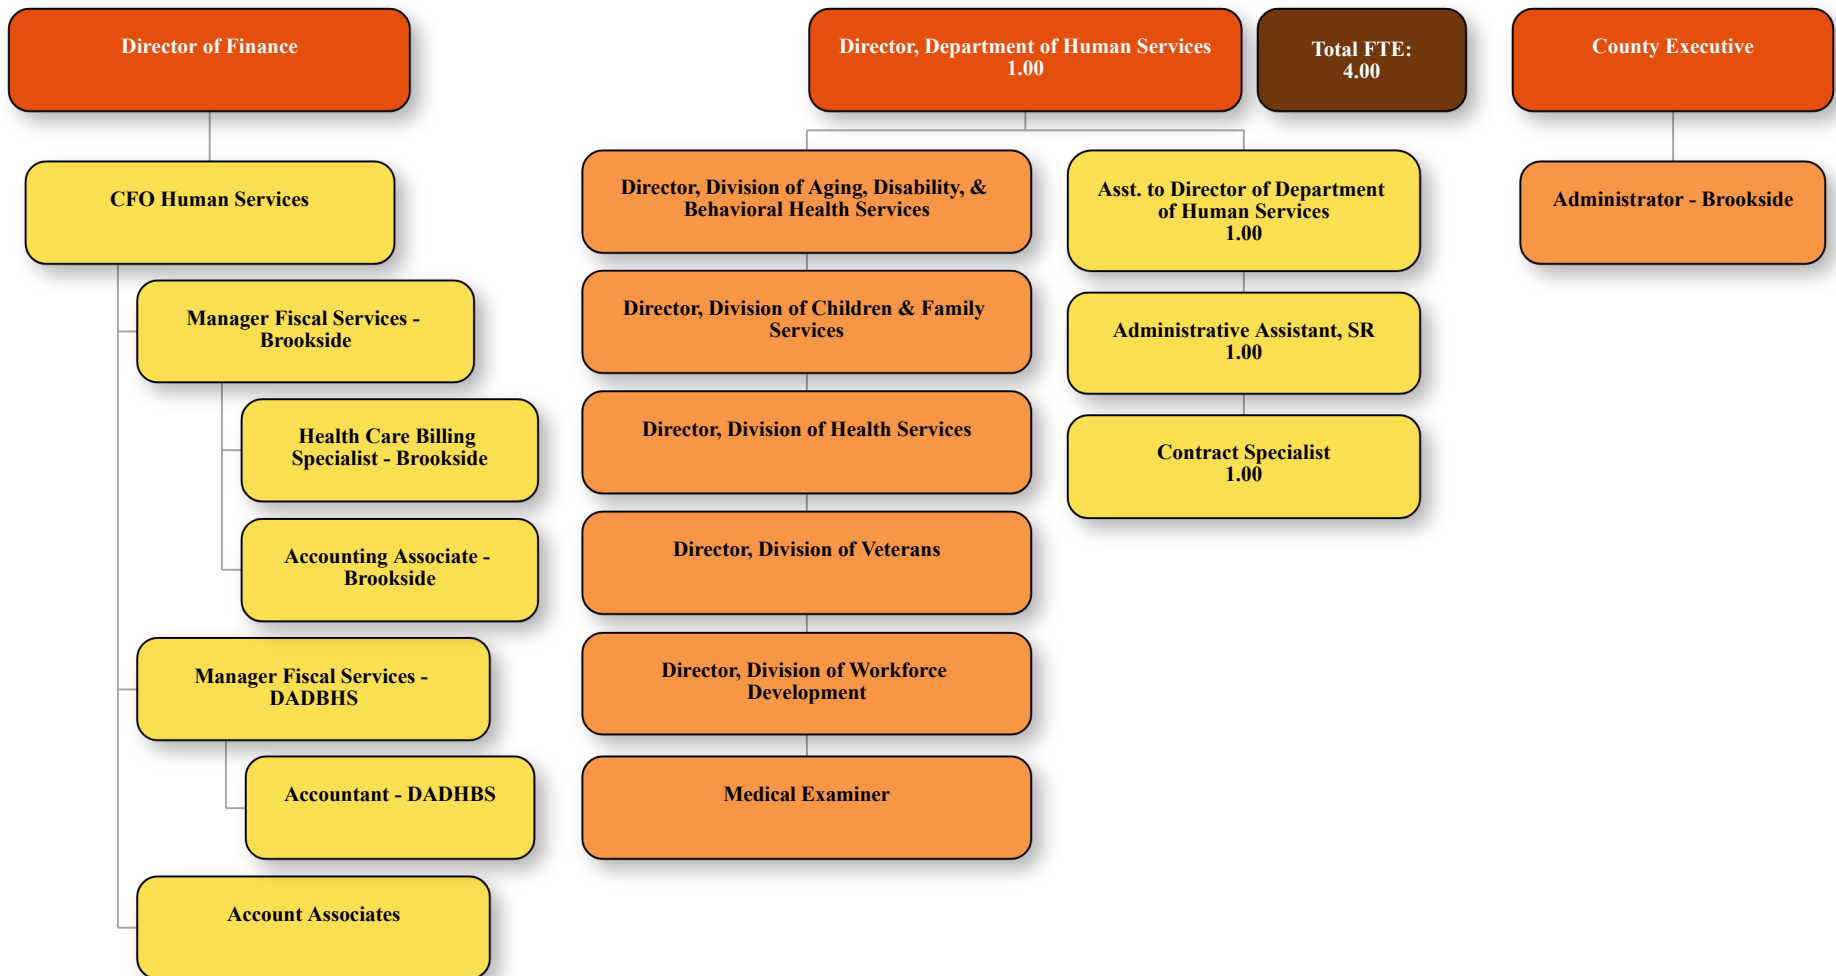 Director of Finance
CFO Human Services
Manager Fiscal Services -
Brookside
Health Care Billing
Specialist - Brookside
Accounting Associate -
Brookside
Manager Fiscal Services -
DADBHS
Accountant - DADHBS
Account Associates
Director, Department of Human Services
1.00
Total FTE:
4.00
Director, Division of Aging, Disability, &
Behavioral Health Services
Director, Division of Children & Family
Services
Director, Division of Health Services
Director, Division of Veterans
Director, Division of Workforce
Development
Medical Examiner
Asst. to Director of Department
of Human Services
1.00
Administrative Assistant, SR
1.00
Contract Specialist
1.00
County Executive
Administrator - Brookside